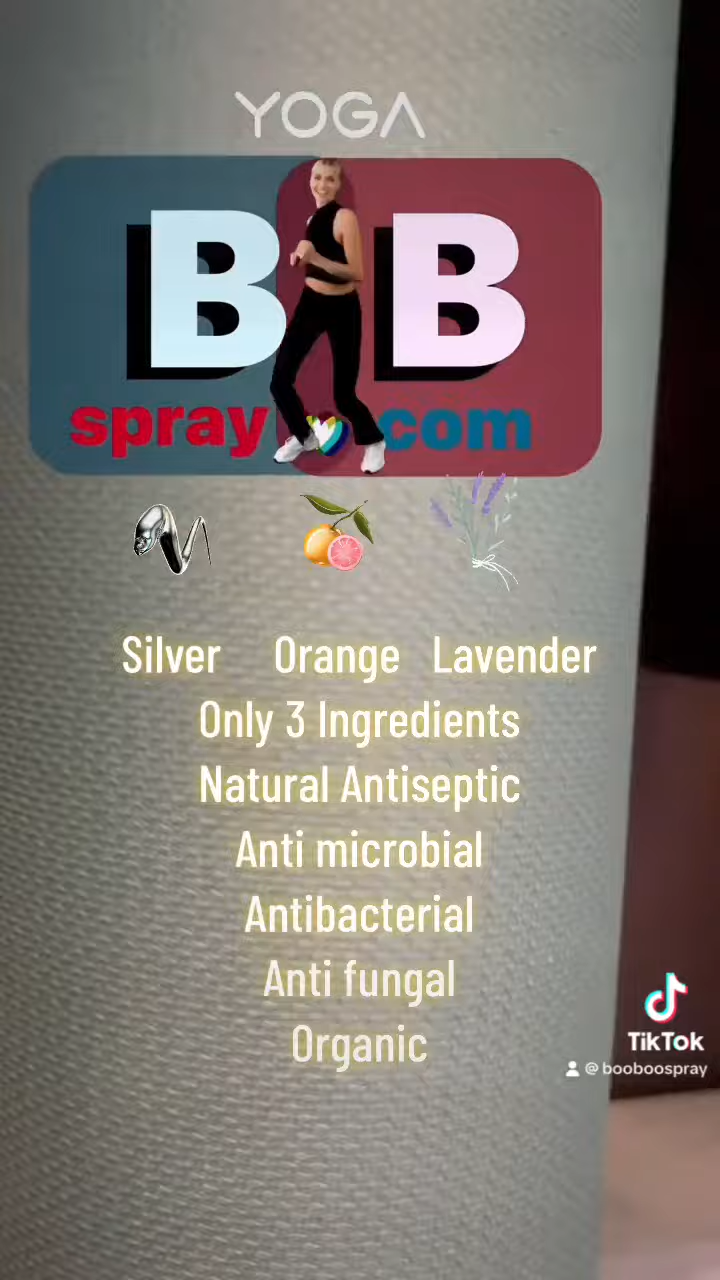 YOGA
B B
spray com
Silver Orange Lavender
Only 3 Ingredients
Natural Antiseptic
Anti microbial
Antibacterial
Anti fungal
Organic
TikTok
@booboospray